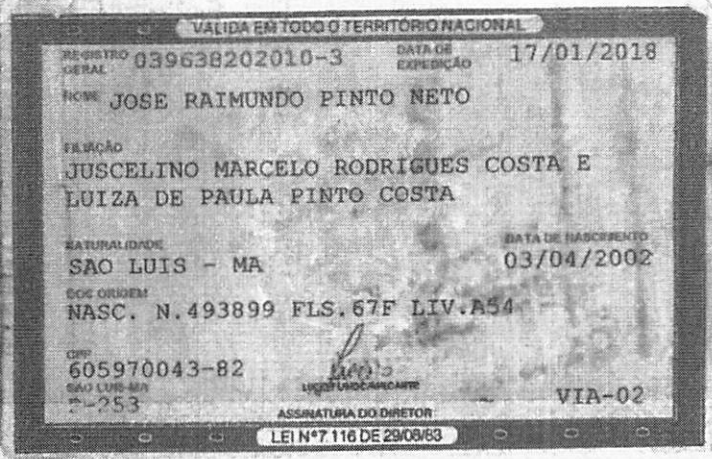 VÁLIDA EM TODO O TERRITÓRIO NACIONAL
REGISTRO GERAL 039638202010-3 DATA DE EXPEDIÇÃO 17/01/2018
NOME JOSE RAIMUNDO PINTO NETO
FILIAÇÃO
JUSCELINO MARCELO RODRIGUES COSTA E
LUIZA DE PAULA PINTO COSTA
NATURALIDADE DATA DE NASCIMENTO
SAO LUIS - MA 03/04/2002
DOC ORIGEM
NASC. N.493899 FLS.67F LIV.A54
CPF
605970043-82
SAO LUIS-MA
P-253 VIA-02
ASSINATURA DO DIRETOR
LEI Nº 7.116 DE 29/08/83